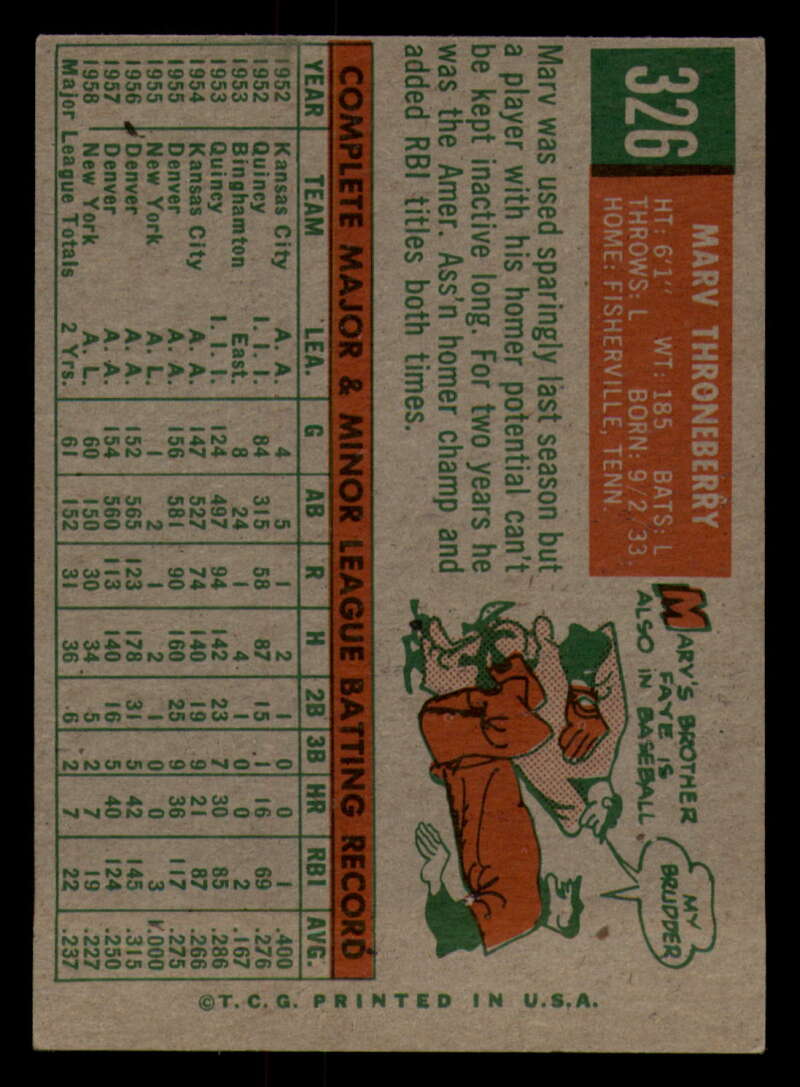 326
MARV THRONEBERRY
HT: 6'1" WT: 185 BATS: L
THROWS: L BORN: 9/2/33
HOME: FISHERVILLE, TENN.
MARV'S BROTHER
FAYE IS
ALSO IN BASEBALL
MY
BRUDDER
Marv was used sparingly last season but
a player with his homer potential can't
be kept inactive long. For two years he
was the Amer. Ass'n homer champ and
added RBI titles both times.
COMPLETE MAJOR & MINOR LEAGUE BATTING RECORD
YEAR TEAM LEA. G AB R H 2B 3B HR RBI AVG.
1952 Kansas City A. A. 4 5 1 2 1 0 0 1 .400
1952 Quincy I. I. I. 84 315 58 87 15 1 16 69 .276
1953 Binghamton East. 8 24 1 4 0 0 0 2 .167
1953 Quincy I. I. I. 124 497 94 142 23 7 30 85 .286
1954 Kansas City A. A. 147 527 74 140 19 9 21 87 .266
1955 Denver A. A. 156 581 90 160 25 9 36 117 .275
1955 New York A. L. 1 2 1 2 1 0 0 3 1.000
1956 Denver A. A. 152 565 123 178 31 5 42 145 .315
1957 Denver A. A. 154 560 113 140 16 5 40 124 .250
1958 New York A. L. 60 150 30 34 5 2 7 19 .227
Major League Totals 2 Yrs. 61 152 31 36 6 2 7 22 .237
©T.C.G. PRINTED IN U.S.A.